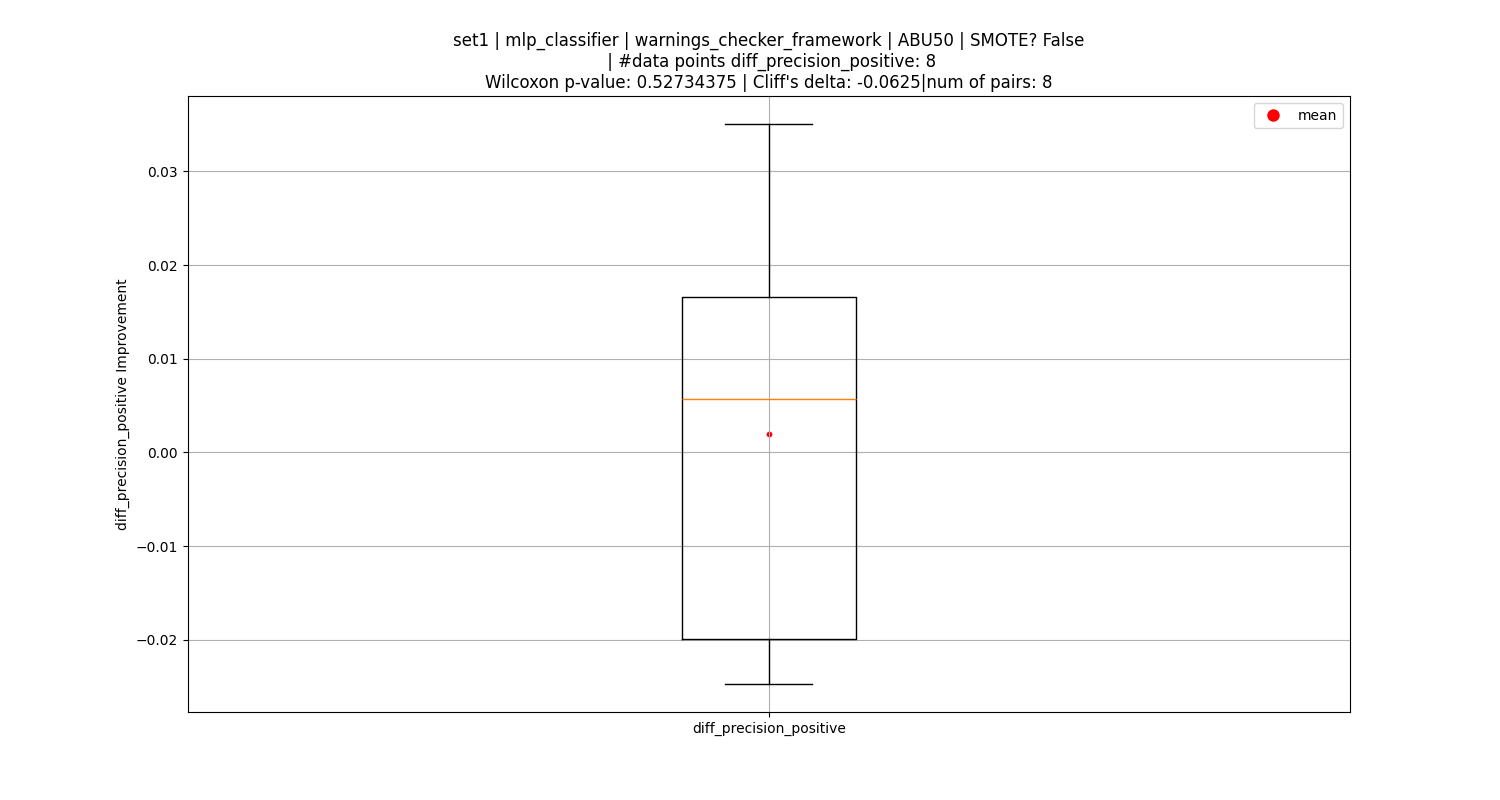 set1 | mlp_classifier | warnings_checker_framework | ABU50 | SMOTE? False
| #data points diff_precision_positive: 8
Wilcoxon p-value: 0.52734375 | Cliff's delta: -0.0625|num of pairs: 8
mean
0.03
0.02
0.01
0.00
−0.01
−0.02
diff_precision_positive Improvement
diff_precision_positive